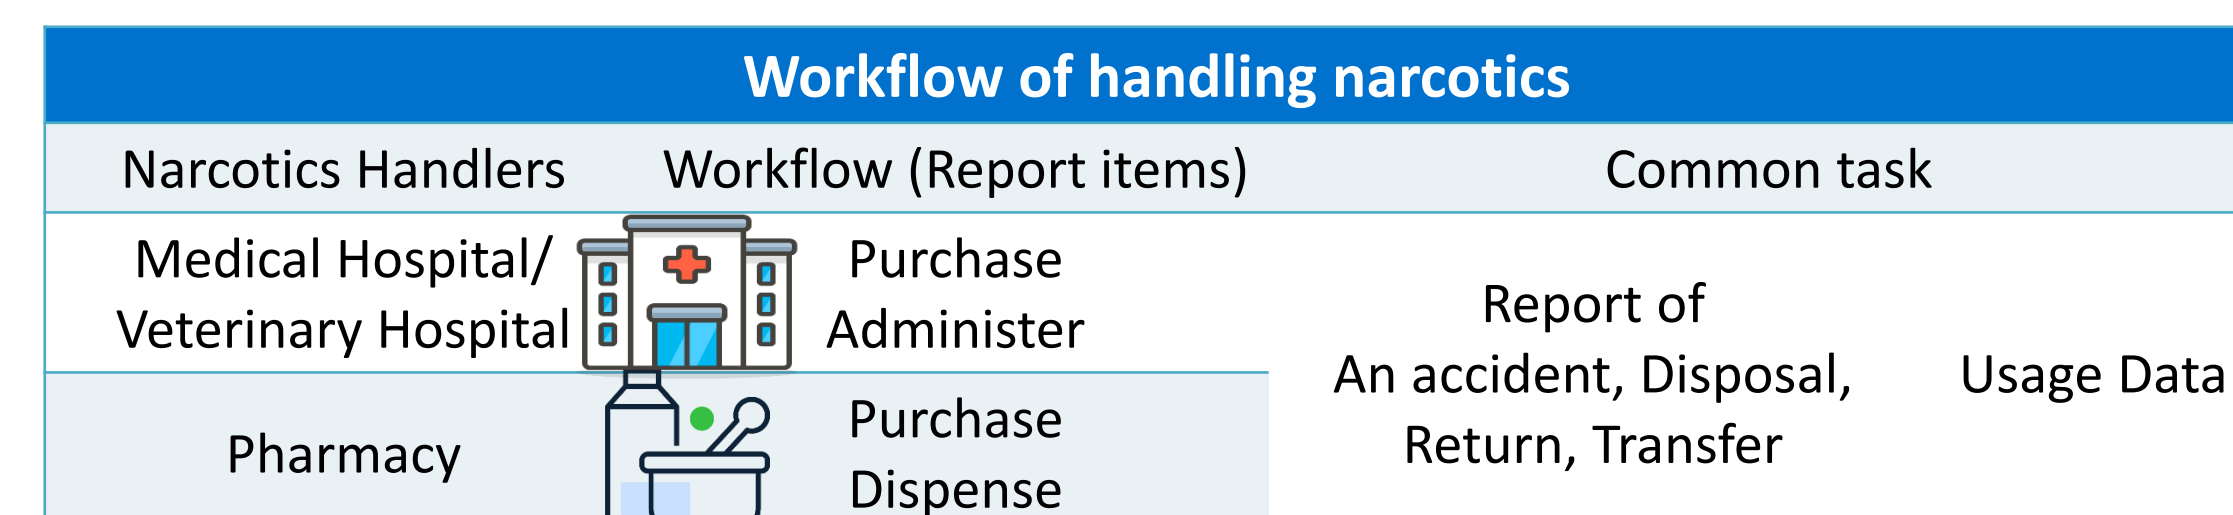 Workflow of handling narcotics
Narcotics Handlers
Workflow (Report items)
Common task
Medical Hospital/
Veterinary Hospital
Purchase
Administer
Pharmacy
Purchase
Dispense
Report of
An accident, Disposal,
Return, Transfer
Usage Data